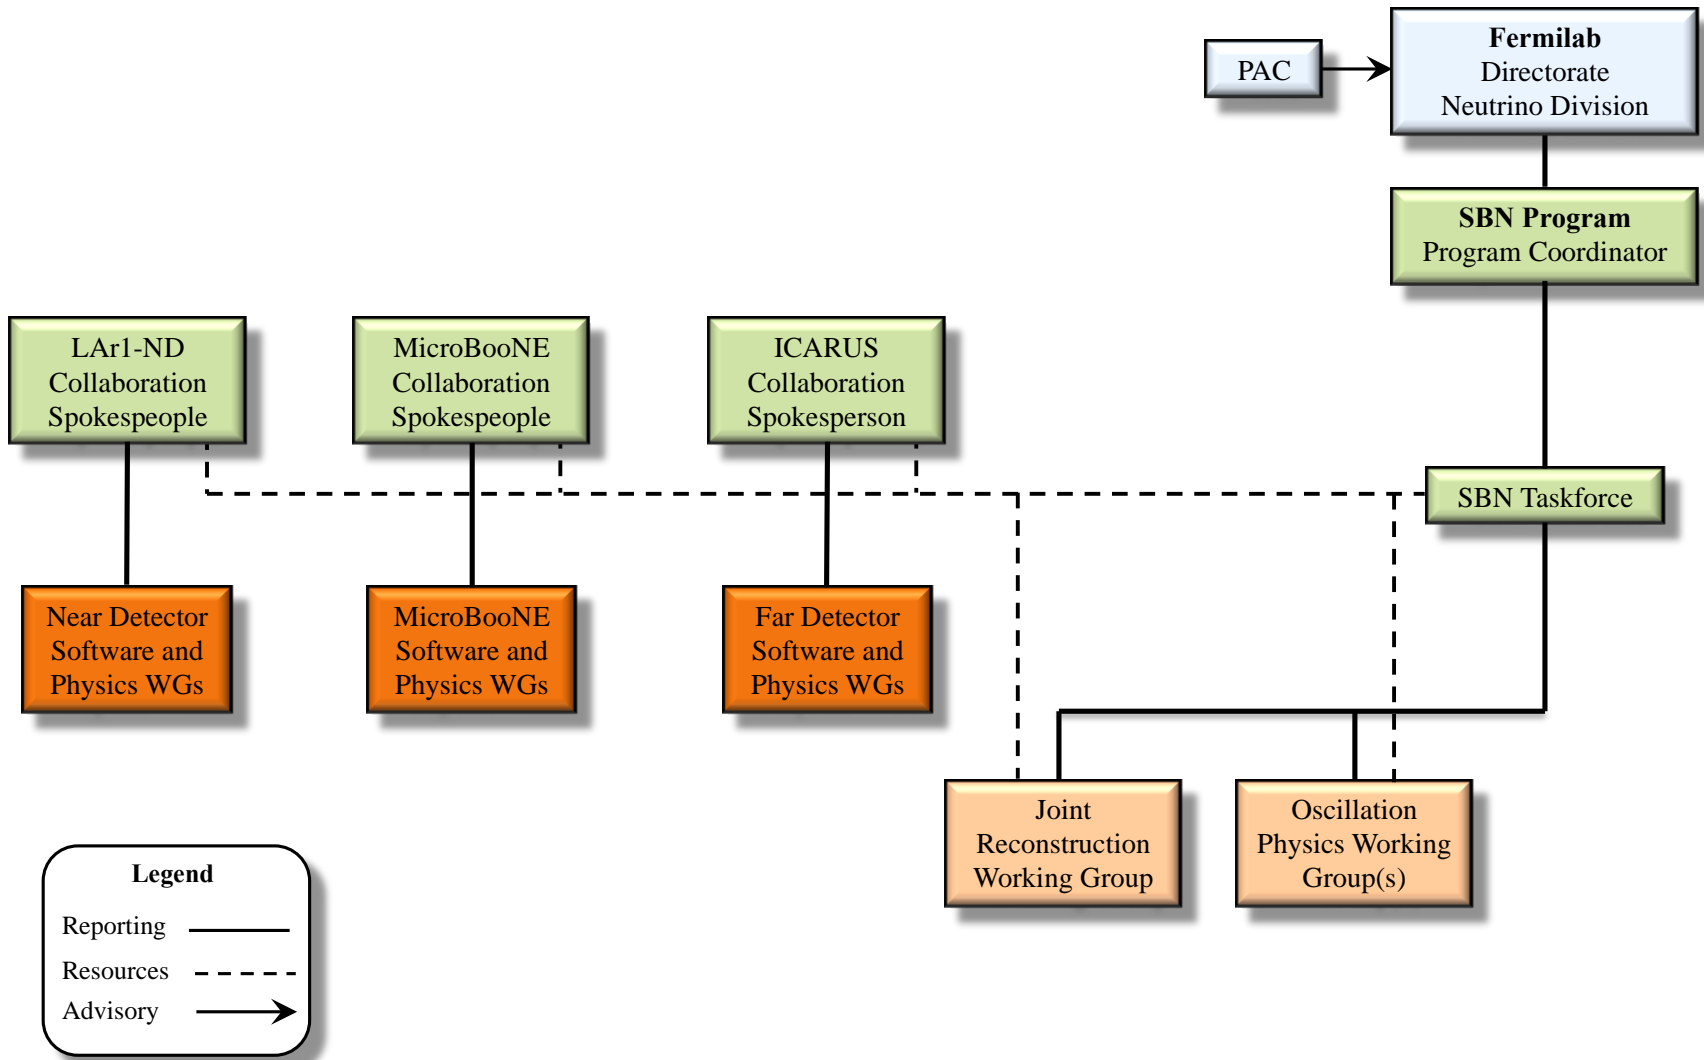 PAC
Fermilab
Directorate
Neutrino Division
SBN Program
Program Coordinator
LAr1-ND
Collaboration
Spokespeople
MicroBooNE
Collaboration
Spokespeople
ICARUS
Collaboration
Spokesperson
SBN Taskforce
Near Detector
Software and
Physics WGs
MicroBooNE
Software and
Physics WGs
Far Detector
Software and
Physics WGs
Joint
Reconstruction
Working Group
Oscillation
Physics Working
Group(s)
Legend
Reporting
Resources
Advisory